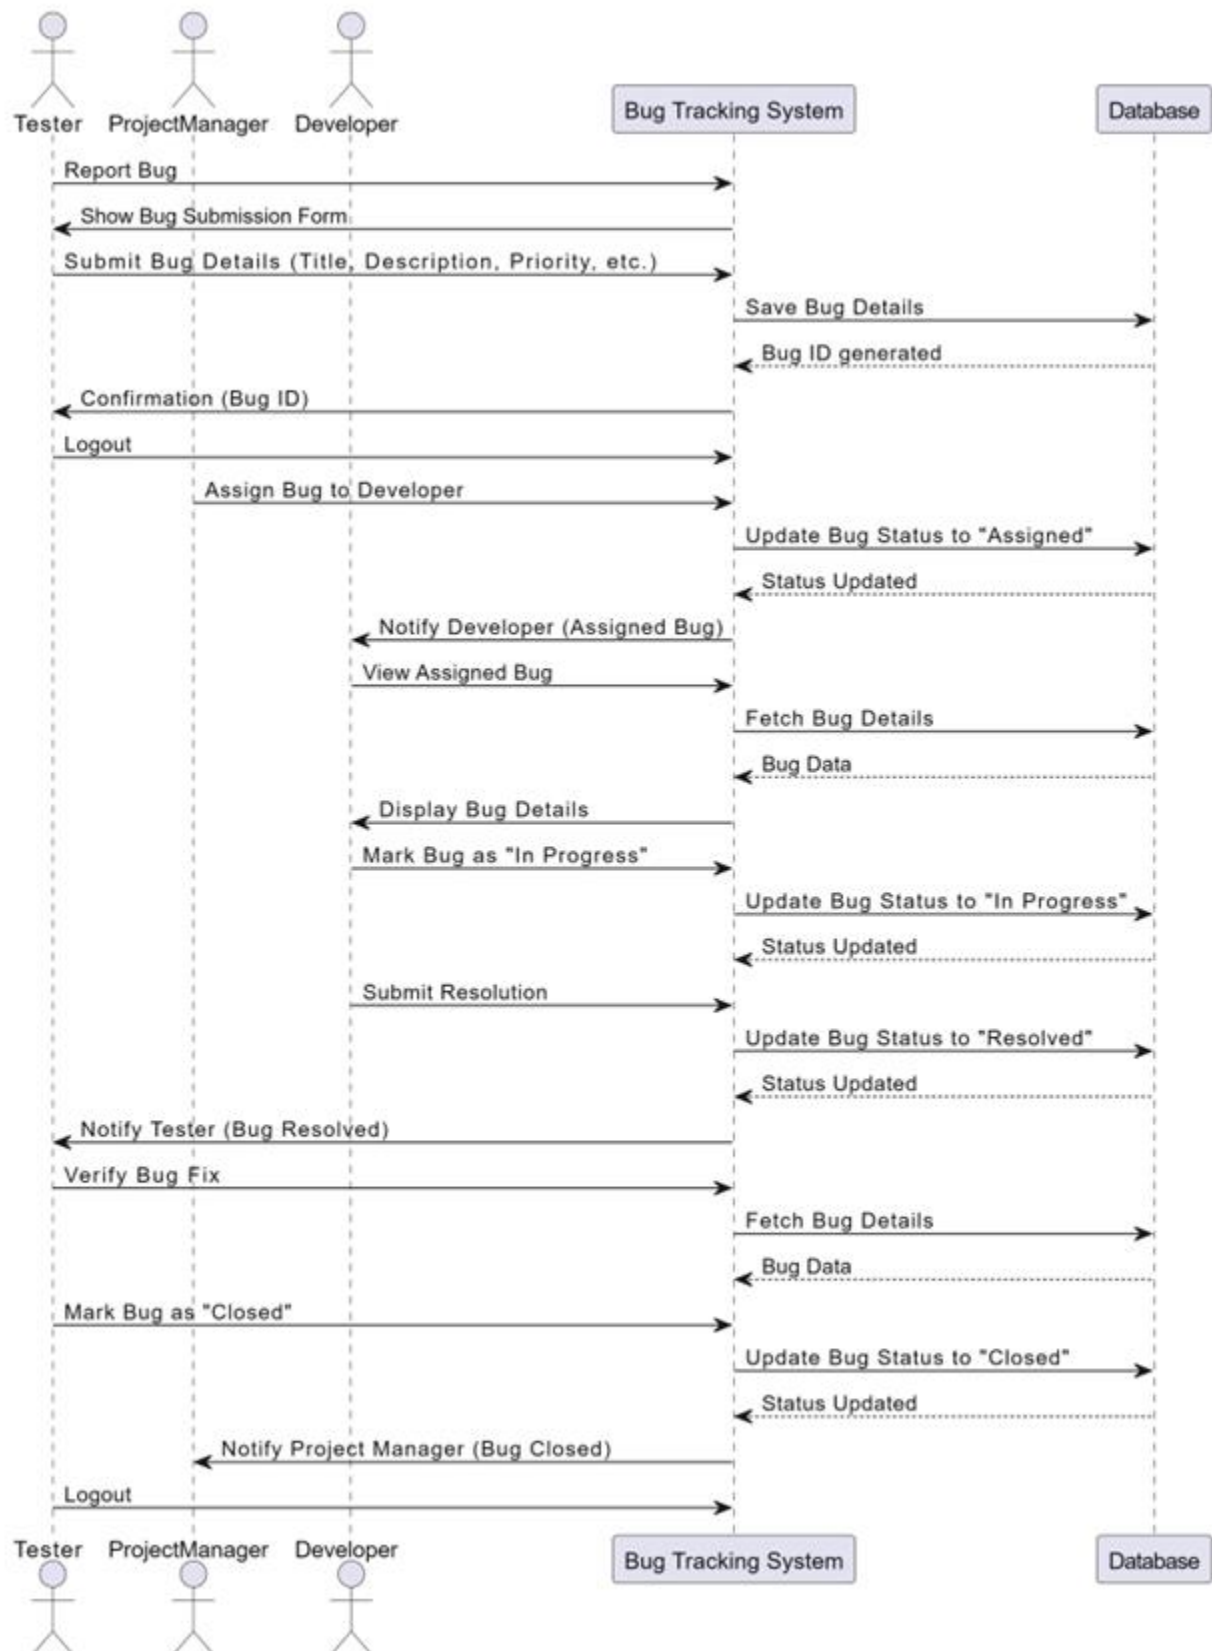 Tester ProjectManager Developer Bug Tracking System Database
Report Bug
Show Bug Submission Form
Submit Bug Details (Title, Description, Priority, etc.)
Save Bug Details
Bug ID generated
Confirmation (Bug ID)
Logout
Assign Bug to Developer
Update Bug Status to "Assigned"
Status Updated
Notify Developer (Assigned Bug)
View Assigned Bug
Fetch Bug Details
Bug Data
Display Bug Details
Mark Bug as "In Progress"
Update Bug Status to "In Progress"
Status Updated
Submit Resolution
Update Bug Status to "Resolved"
Status Updated
Notify Tester (Bug Resolved)
Verify Bug Fix
Fetch Bug Details
Bug Data
Mark Bug as "Closed"
Update Bug Status to "Closed"
Status Updated
Notify Project Manager (Bug Closed)
Logout
Tester ProjectManager Developer Bug Tracking System Database